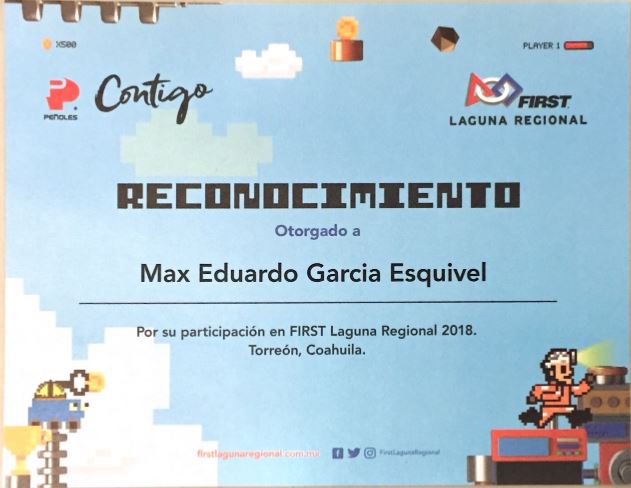 X500
PLAYER 1
PEÑOLES
Contigo
FIRST
LAGUNA REGIONAL
RECONOCIMIENTO
Otorgado a
Max Eduardo Garcia Esquivel
Por su participación en FIRST Laguna Regional 2018.
Torreón, Coahuila.
firstlagunaregional.com.mx
FirstLagunaRegional